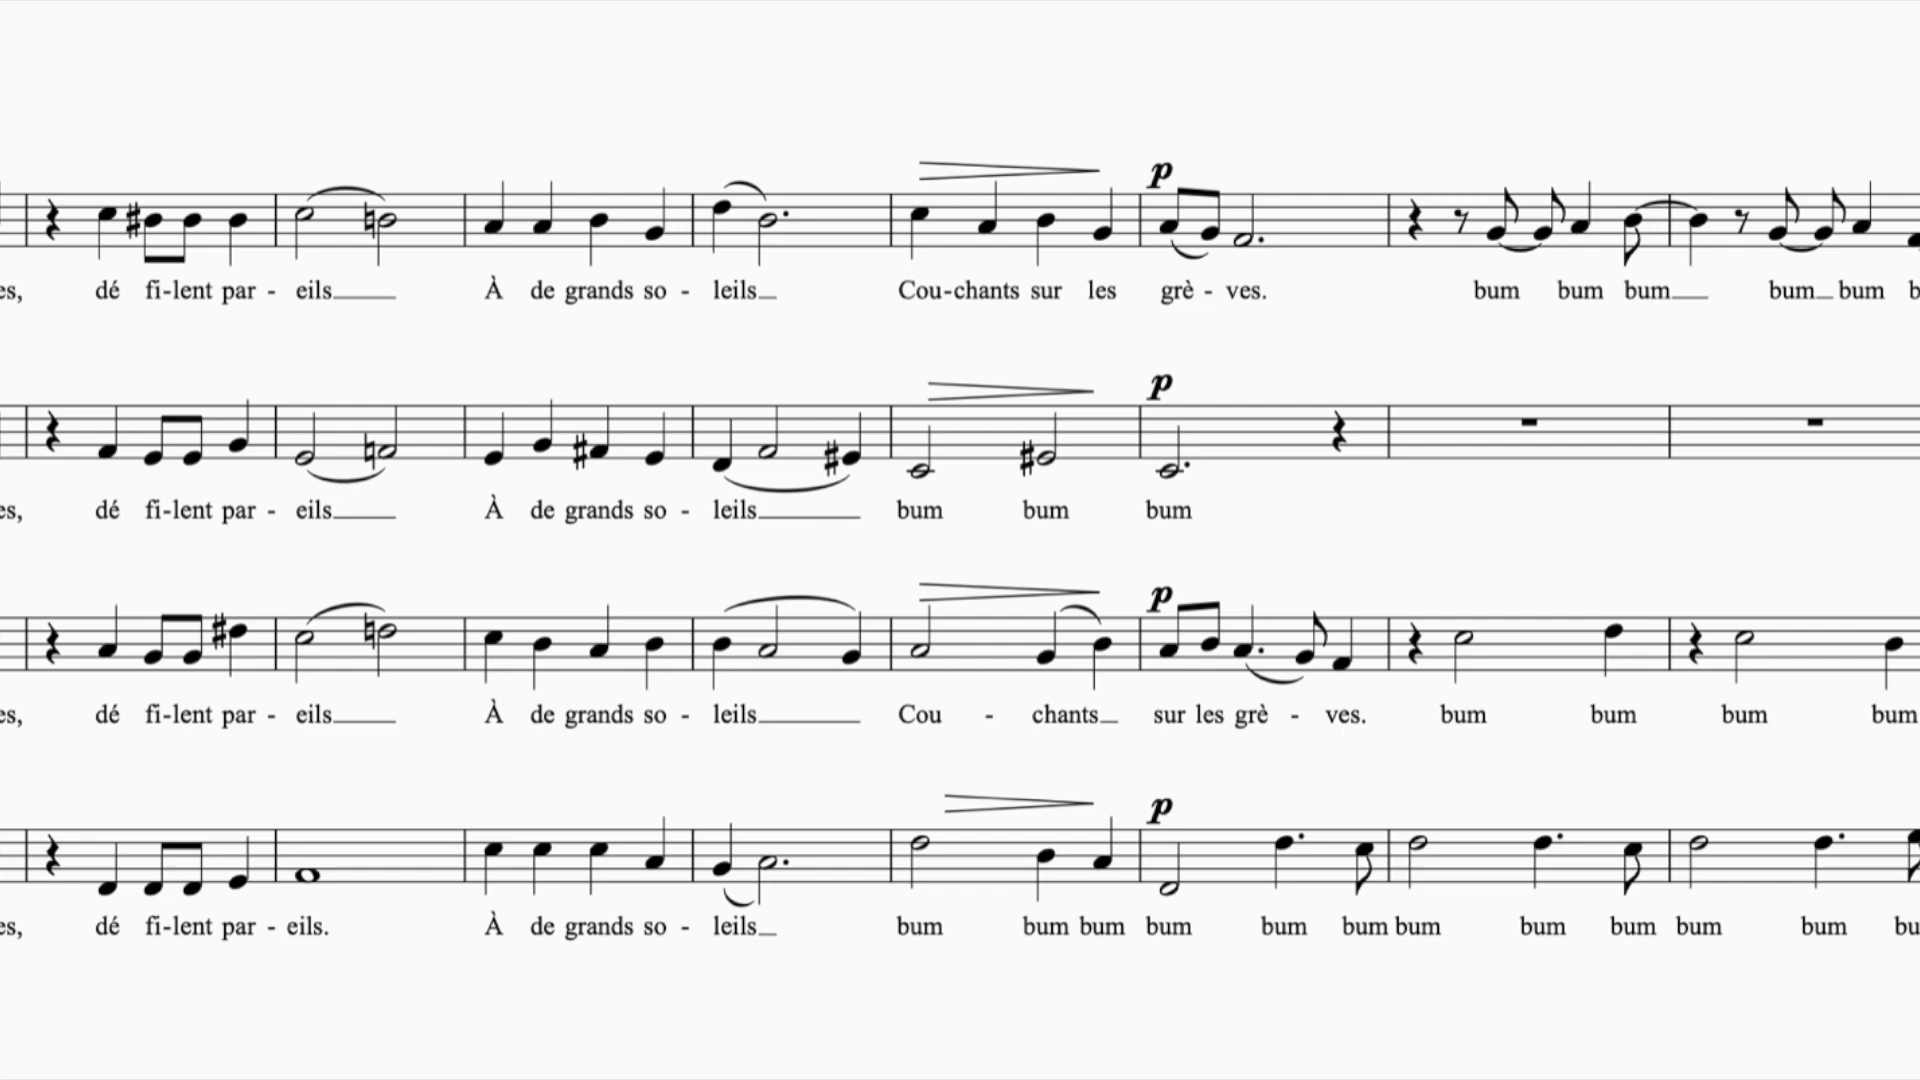 es, dé fi-lent par - eils À de grands so - leils Cou-chants sur les grè - ves. bum bum bum bum bum
p
es, dé fi-lent par - eils À de grands so - leils bum bum bum
p
es, dé fi-lent par - eils À de grands so - leils Cou - chants sur les grè - ves. bum bum bum bum
p
es, dé fi-lent par - eils. À de grands so - leils bum bum bum bum bum bum bum bum bum bum bum
p